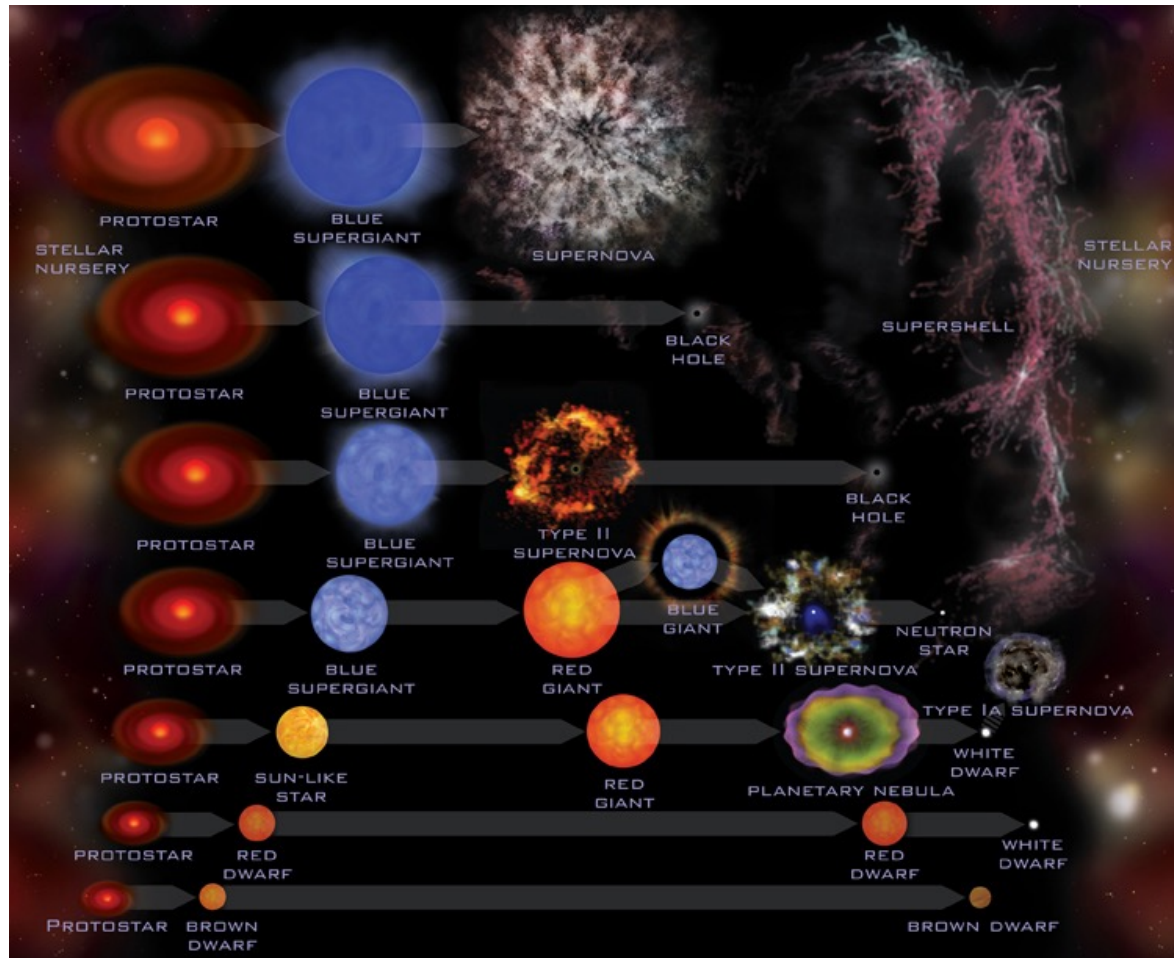 PROTOSTAR
BLUE
SUPERGIANT
SUPERNOVA
STELLAR
NURSERY
STELLAR
NURSERY
PROTOSTAR
BLUE
SUPERGIANT
BLACK
HOLE
SUPERSHELL
PROTOSTAR
BLUE
SUPERGIANT
TYPE II
SUPERNOVA
BLACK
HOLE
PROTOSTAR
BLUE
SUPERGIANT
RED
GIANT
BLUE
GIANT
TYPE II SUPERNOVA
NEUTRON
STAR
TYPE IA SUPERNOVA
PROTOSTAR
SUN-LIKE
STAR
RED
GIANT
PLANETARY NEBULA
WHITE
DWARF
PROTOSTAR
RED
DWARF
RED
DWARF
WHITE
DWARF
PROTOSTAR
BROWN
DWARF
BROWN DWARF